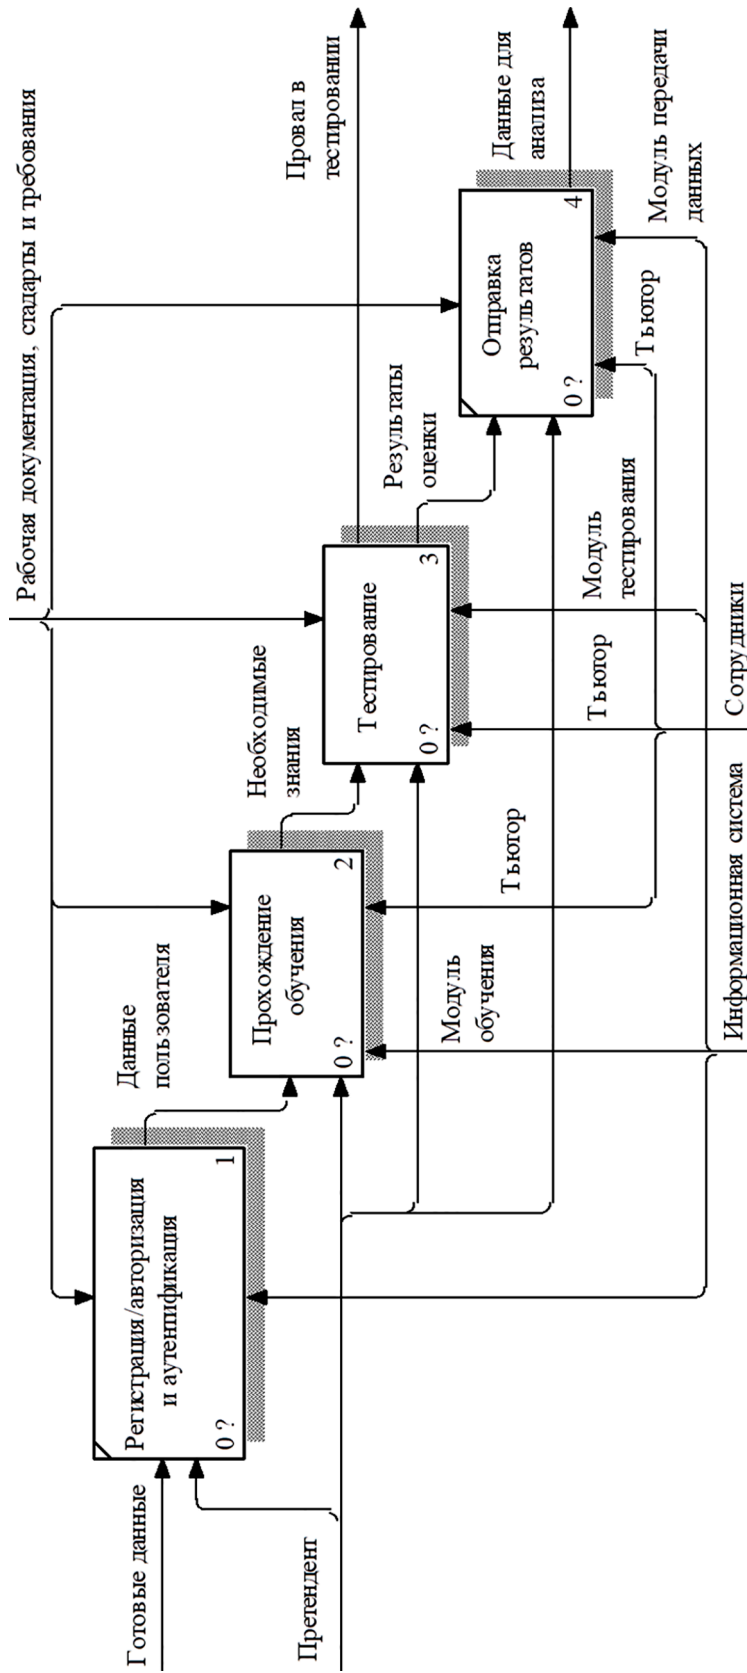 Рабочая документация, стадарты и требования
Готовые данные
Претендент
Регистрация/авторизация
и аутентификация
0 ?
1
Данные
пользователя
Прохождение
обучения
0 ?
2
Необходимые
знания
Тестирование
0 ?
3
Провал в
тестировании
Результаты
оценки
Отправка
результатов
0 ?
4
Данные для
анализа
Модуль
обучения
Тьютор
Тьютор
Модуль
тестирования
Тьютор
Модуль передачи
данных
Информационная система
Сотрудники